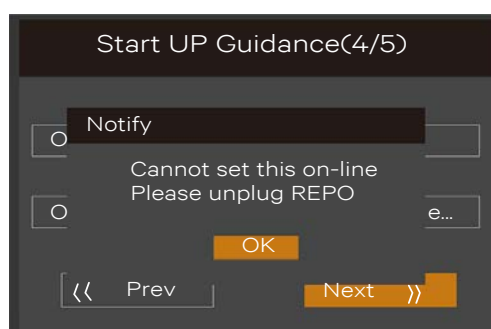 Start UP Guidance(4/5)
Notify
O
Cannot set this on-line
Please unplug REPO
O
e...
OK
⟨⟨ Prev
Next ⟩⟩